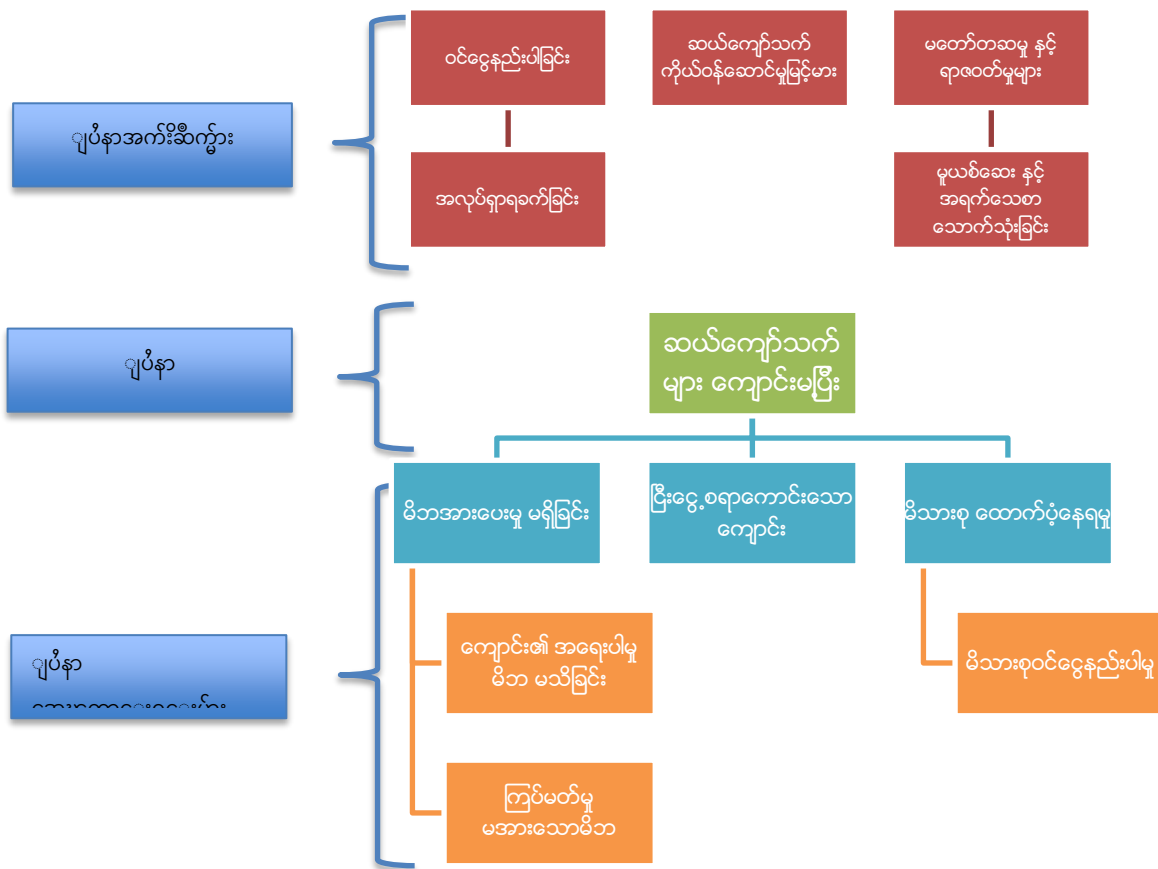 ဝင်ငွေနည်းပါခြင်း
ဆယ်ကျော်သက်
ကိုယ်ဝန်ဆောင်မှုမြင့်မား
မတော်တဆမှု နှင့်
ရာဇဝတ်မှုများ
ျပႆနာအက်ိဳးဆီက္မ်ား
အလုပ်ရှာရခက်ခြင်း
မူယစ်ဆေး နှင့်
အရက်သေစာ
သောက်သုံးခြင်း
ျပႆနာ
ဆယ်ကျော်သက်
များ ကျောင်းမပြီး
မိဘအားပေးမှု မရှိခြင်း
ငြီးငွေ့စရာကောင်းသော
ကျောင်း
မိသားစု ထောက်ပံ့နေရမှု
ကျောင်း၏ အရေးပါမှု
မိဘ မသိခြင်း
မိသားစုဝင်ငွေနည်းပါမှု
ျပႆနာ
ကြပ်မတ်မှု
မအားသောမိဘ